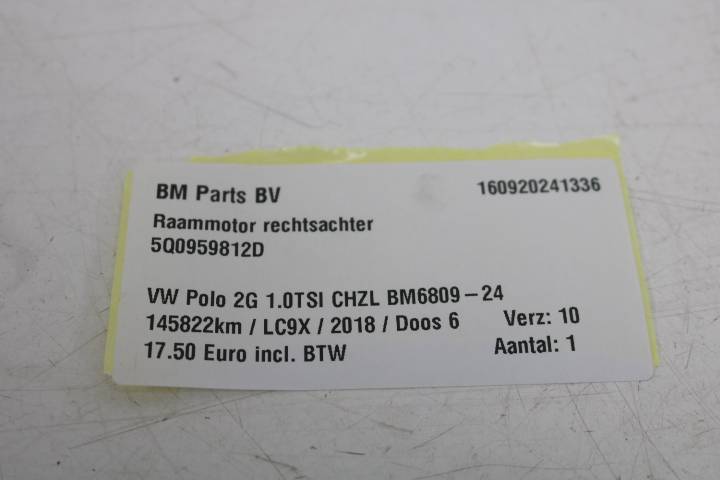 BM Parts BV 160920241336
Raammotor rechtsachter
5Q0959812D
VW Polo 2G 1.0TSI CHZL BM6809-24
145822km / LC9X / 2018 / Doos 6 Verz: 10
17.50 Euro incl. BTW Aantal: 1